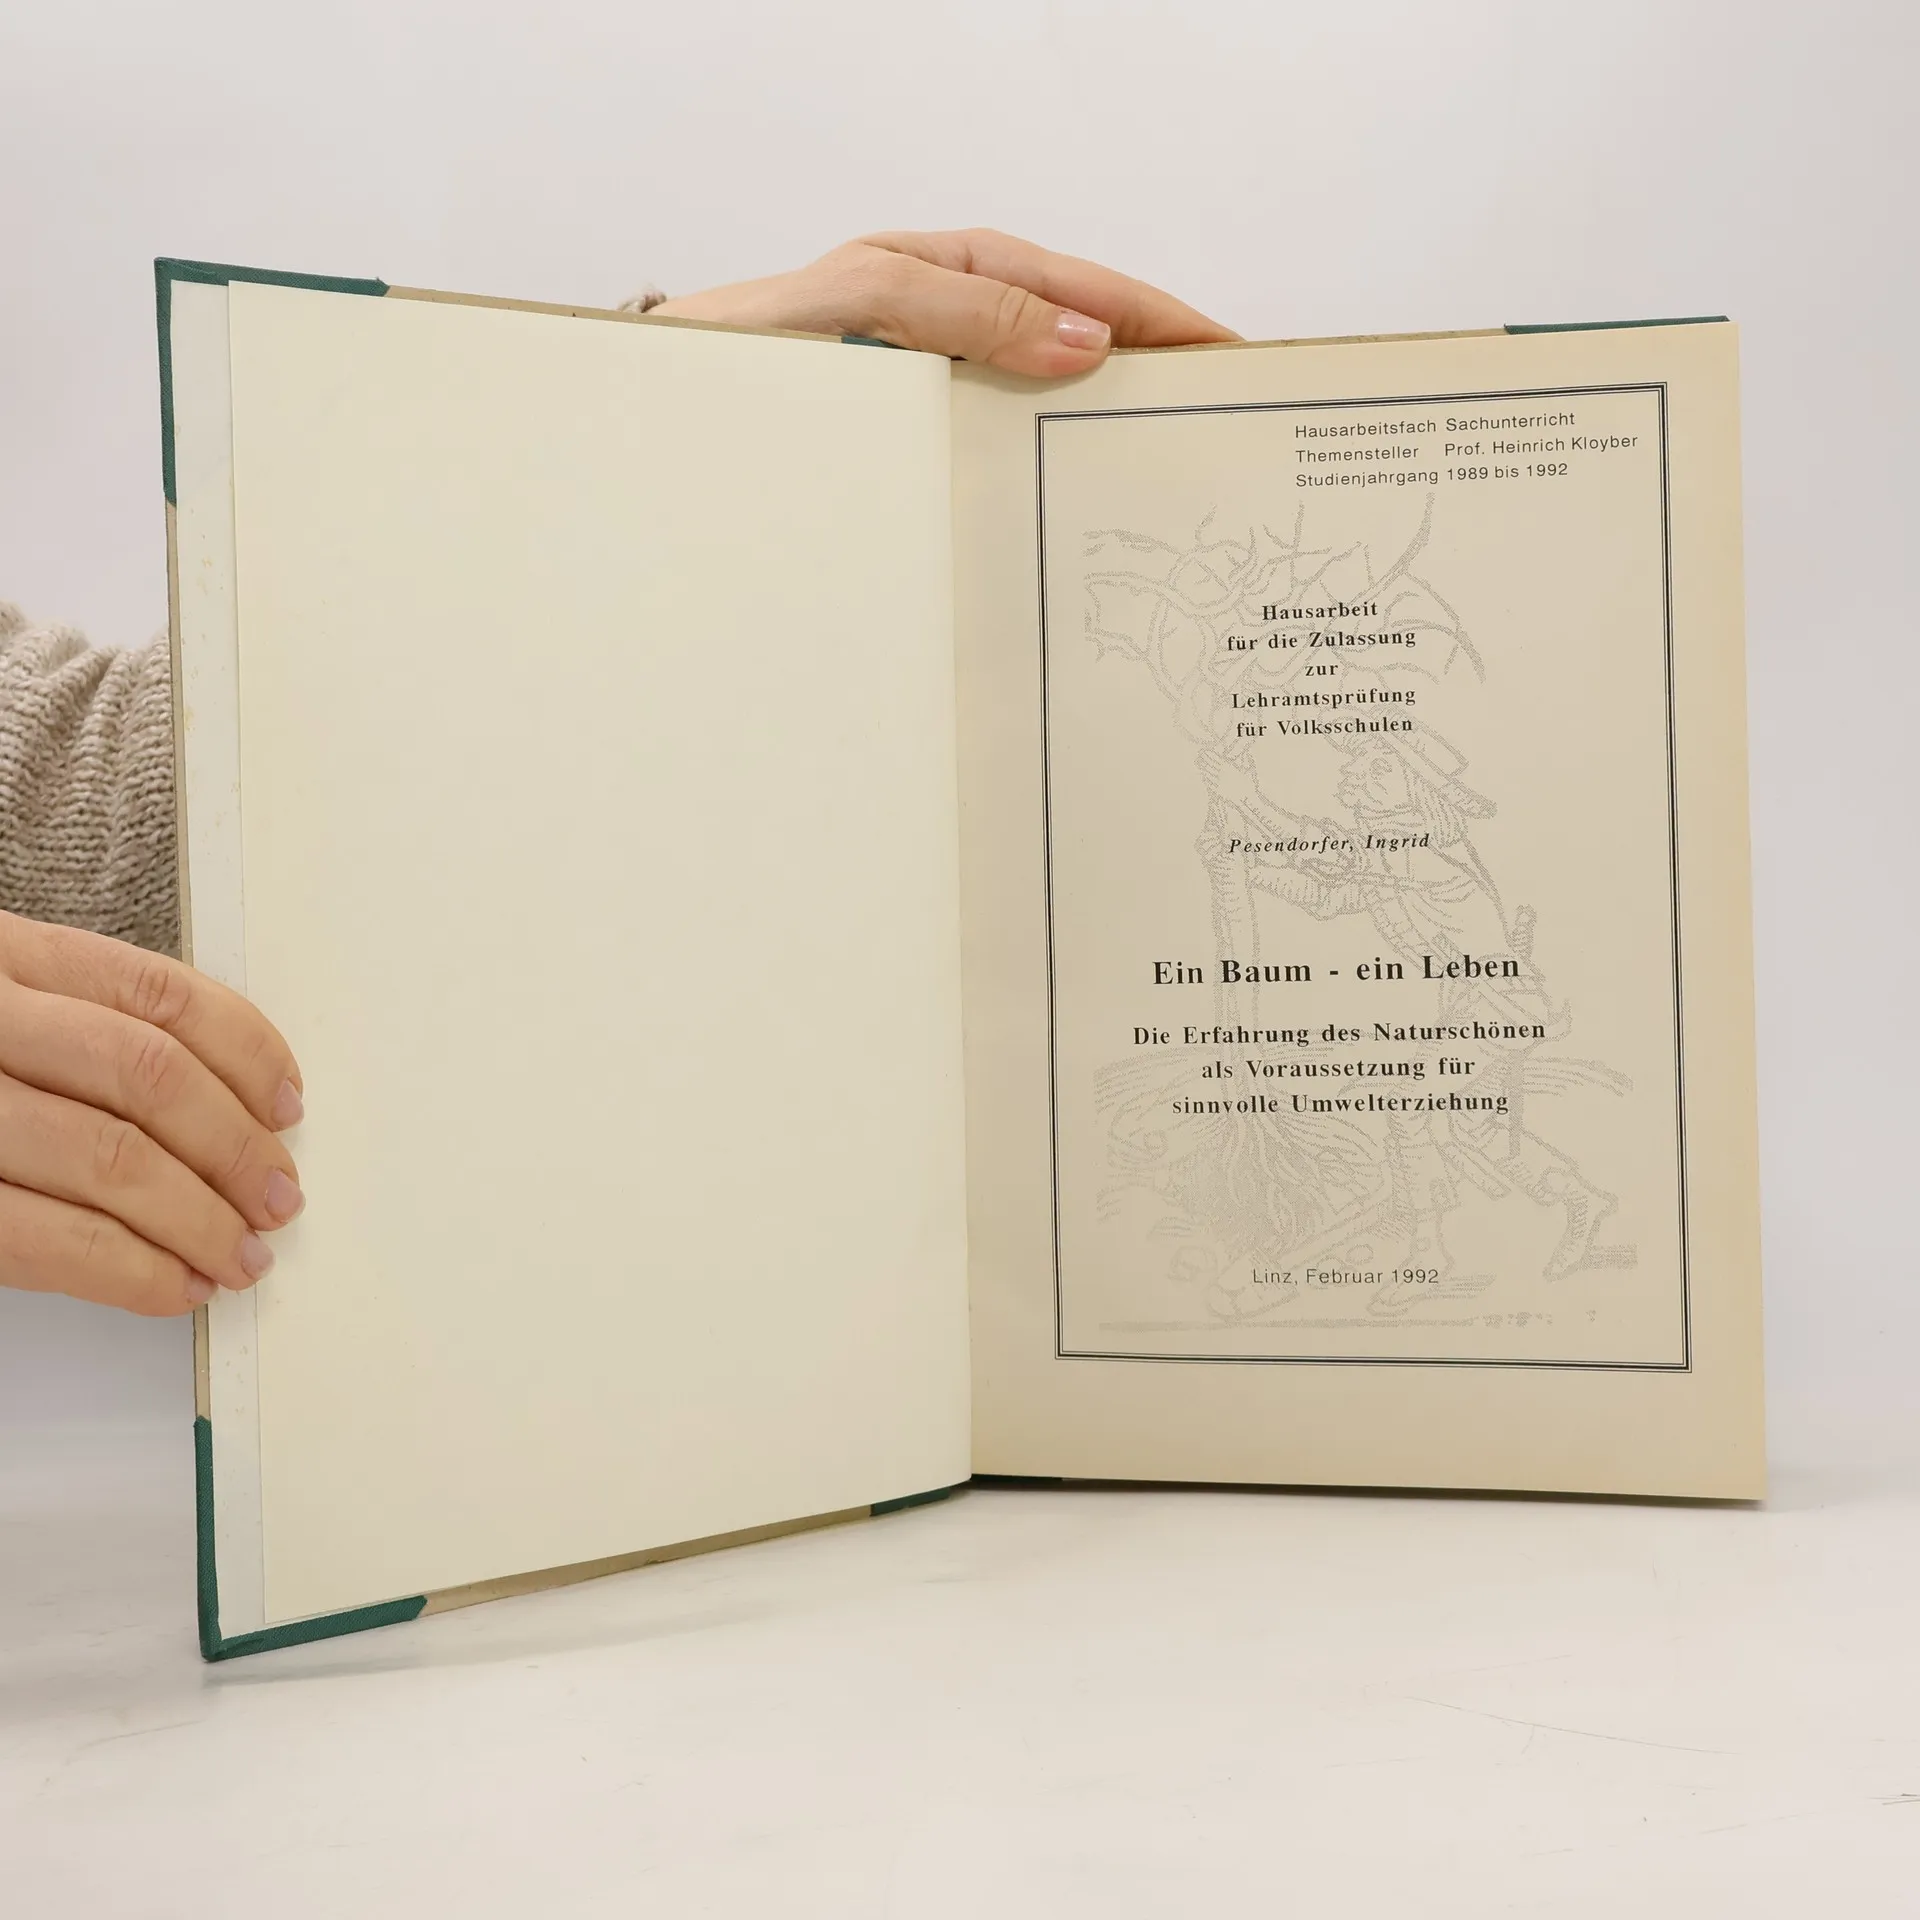 Hausarbeitsfach Sachunterricht
Themensteller Prof. Heinrich Kloyber
Studienjahrgang 1989 bis 1992
Hausarbeit
für die Zulassung
zur
Lehramtsprüfung
für Volksschulen
Pesendorfer, Ingrid
Ein Baum - ein Leben
Die Erfahrung des Naturschönen
als Voraussetzung für
sinnvolle Umwelterziehung
Linz, Februar 1992